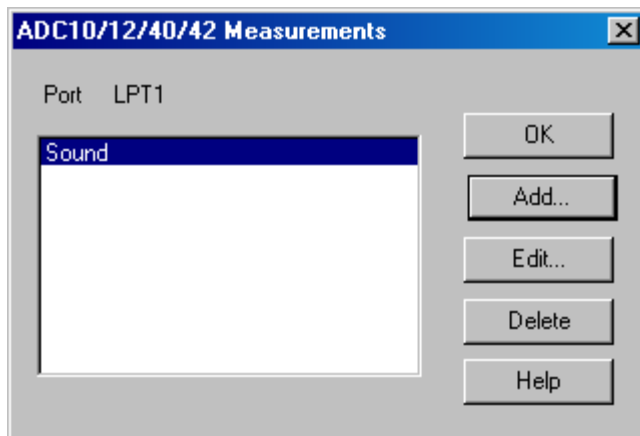 ADC10/12/40/42 Measurements
Port LPT1
Sound
OK
Add...
Edit...
Delete
Help